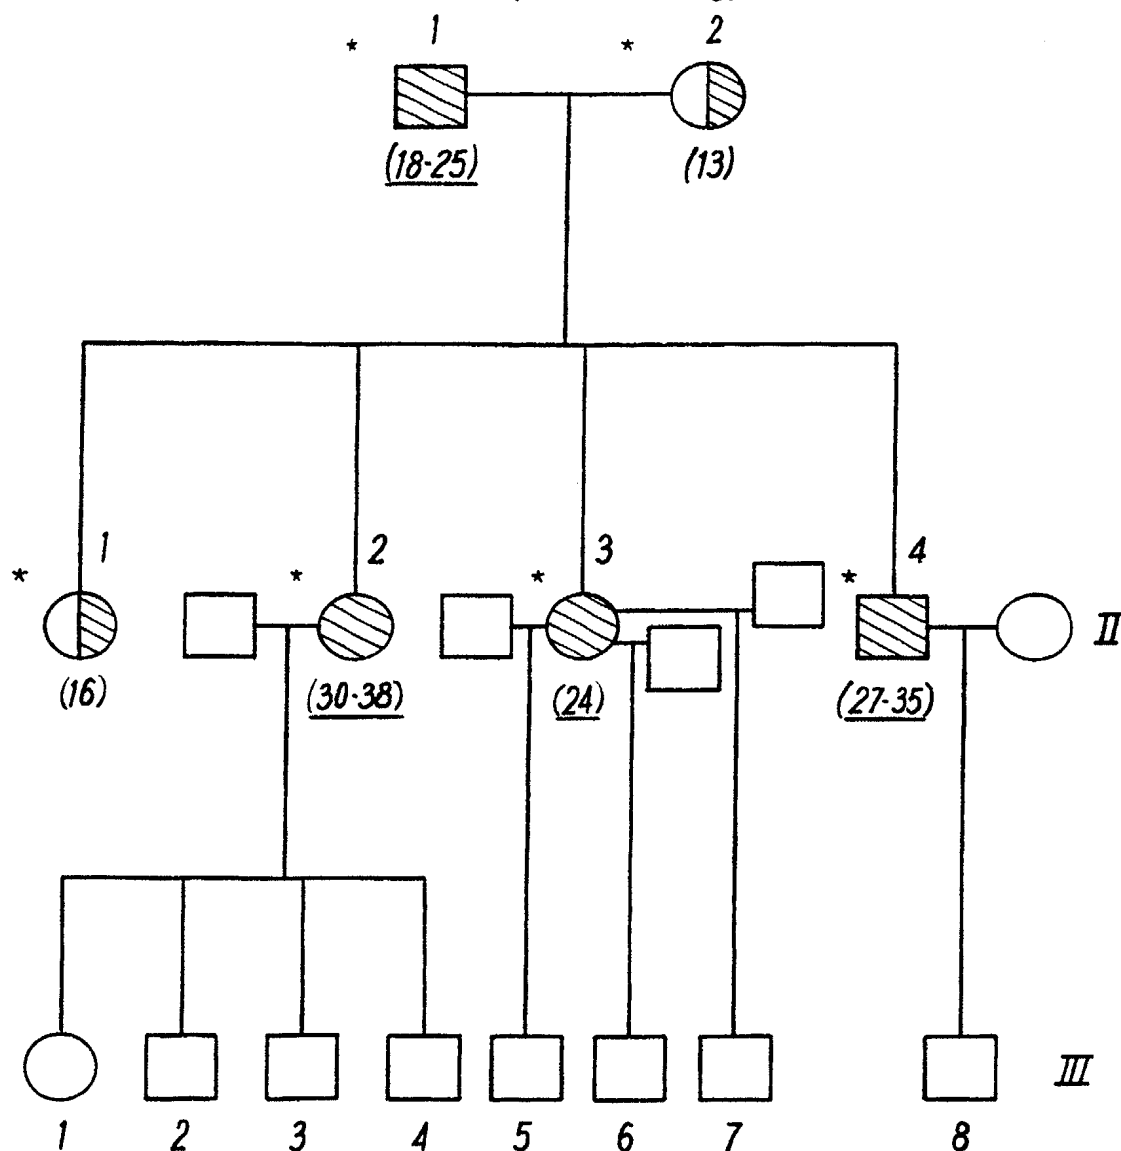 * 1 * 2
(18-25) (13)
* 1 * 2 * 3 * 4
II
(16) (30-38) (24) (27-35)
III
1 2 3 4 5 6 7 8